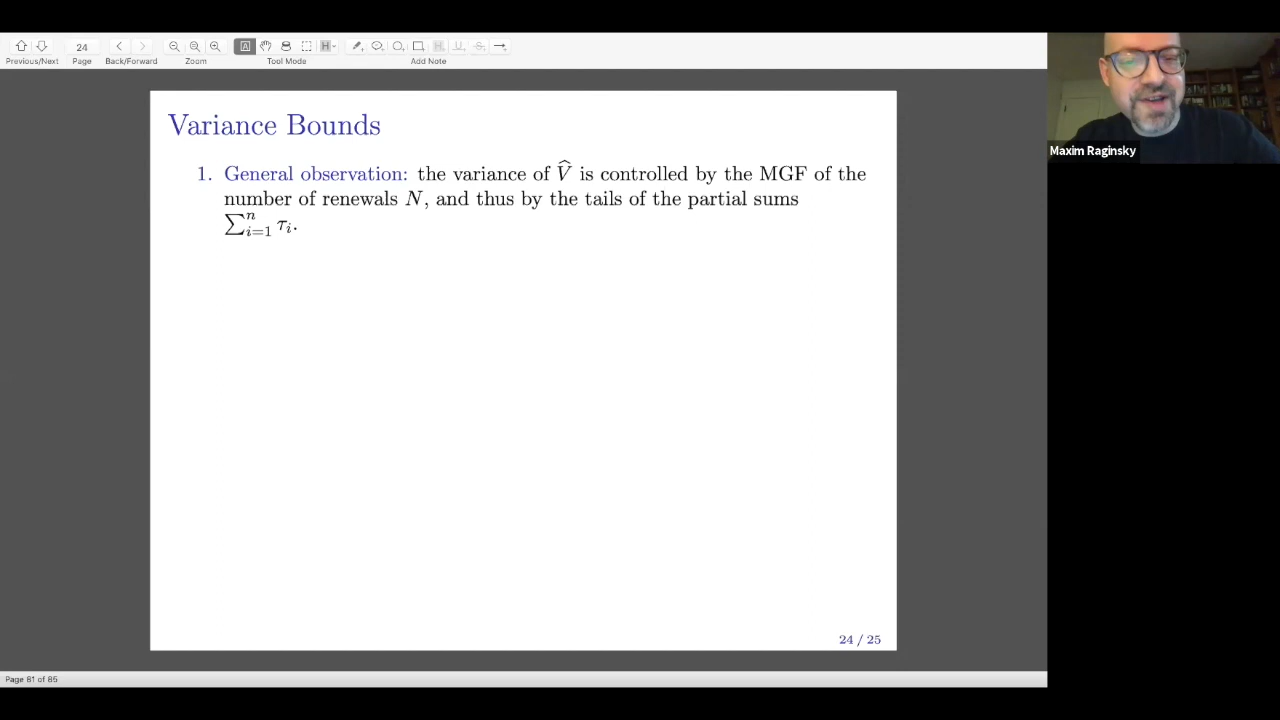 24
Previous/Next Page Back/Forward Zoom Tool Mode Add Note
Variance Bounds
1. General observation: the variance of V̂ is controlled by the MGF of the
number of renewals N, and thus by the tails of the partial sums
∑ⁿᵢ₌₁ τᵢ.
24 / 25
Page 81 of 85
Maxim Raginsky